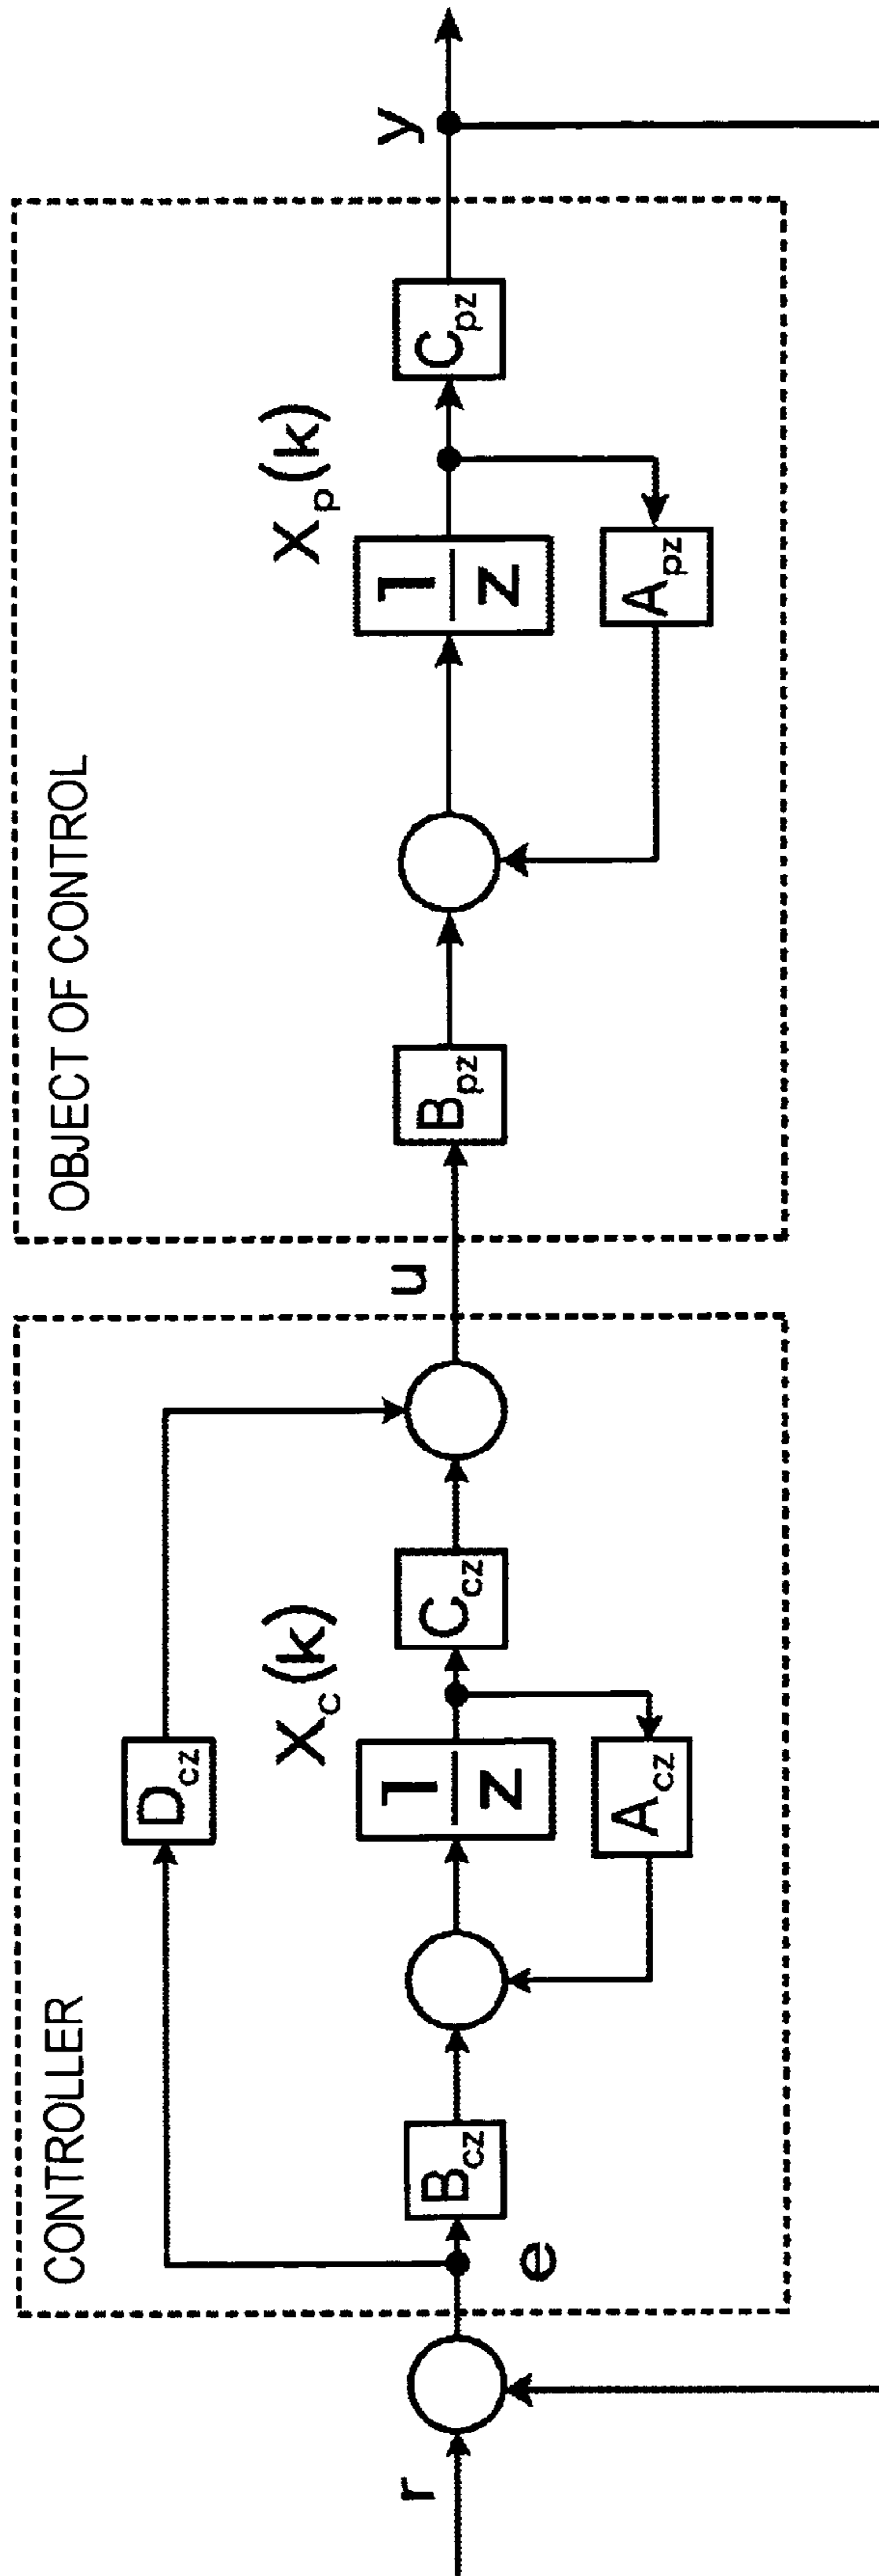 CONTROLLER
OBJECT OF CONTROL
D_cz
X_c(k)
X_p(k)
r
e
B_cz
1/z
C_cz
u
B_pz
1/z
C_pz
y
A_cz
A_pz